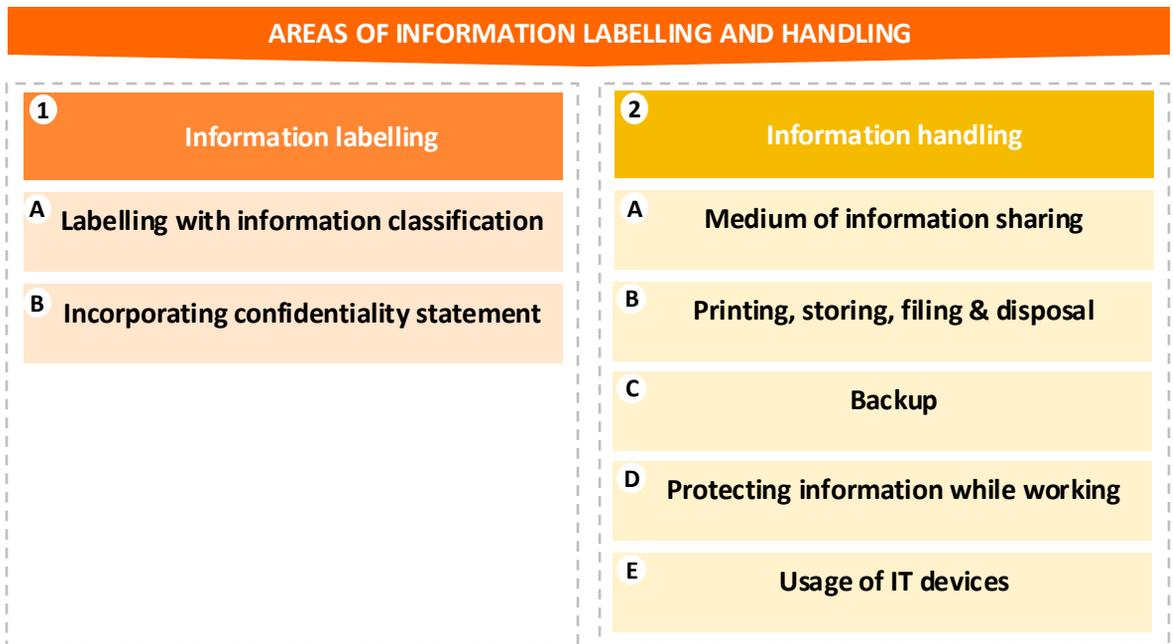 AREAS OF INFORMATION LABELLING AND HANDLING
1
Information labelling
A
Labelling with information classification
B
Incorporating confidentiality statement
2
Information handling
A
Medium of information sharing
B
Printing, storing, filing & disposal
C
Backup
D
Protecting information while working
E
Usage of IT devices